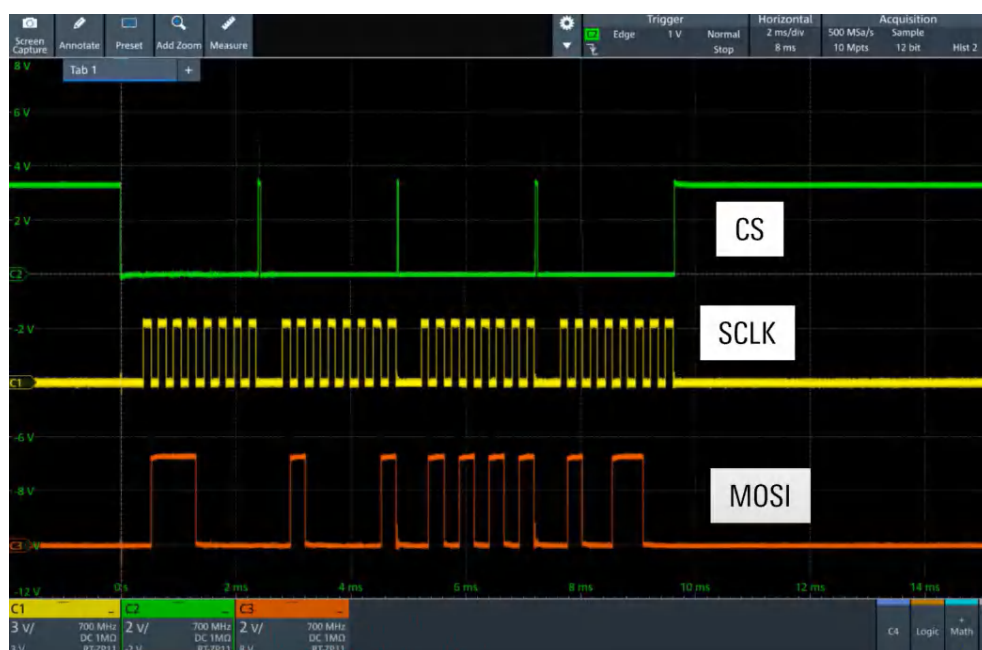 Screen Capture
Annotate
Preset
Add Zoom
Measure
Trigger
C2 Edge 1 V Normal
Stop
Horizontal
2 ms/div
8 ms
Acquisition
500 MSa/s Sample
10 Mpts 12 bit Hist 2
8 V
Tab 1 +
6 V
4 V
2 V
CS
C2
-2 V
SCLK
C1
-6 V
-8 V
MOSI
C3
-12 V
0 s 2 ms 4 ms 6 ms 8 ms 10 ms 12 ms 14 ms
C1 C2 C3
3 V/ 700 MHz 2 V/ 700 MHz 2 V/ 700 MHz
DC 1MΩ DC 1MΩ DC 1MΩ
C4 Logic Math